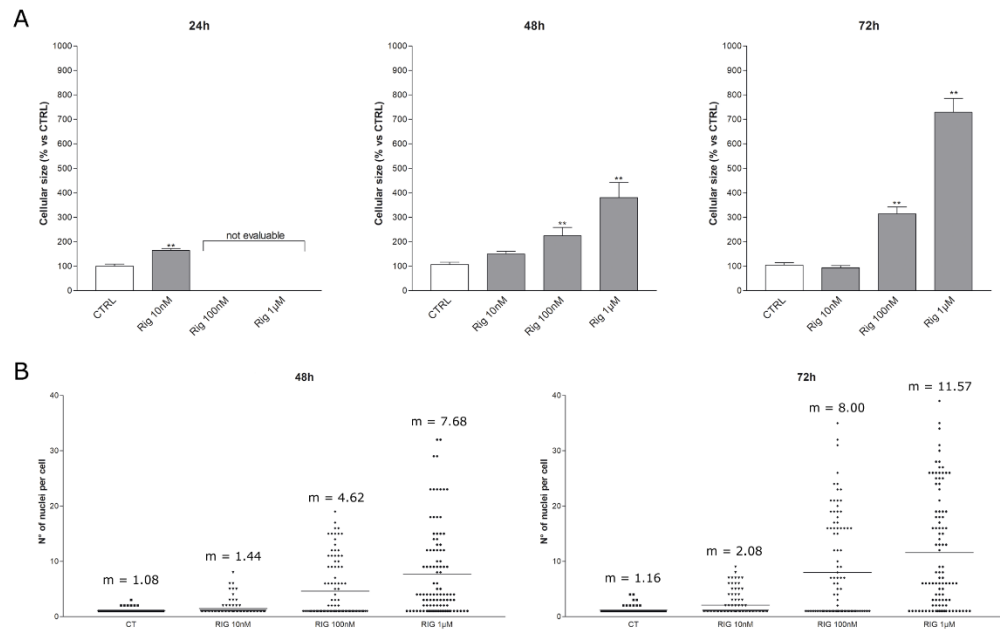 A
24h
48h
72h
Cellular size (% vs CTRL)
1000
900
800
700
600
500
400
300
200
100
0
**
not evaluable
CTRL
Rig 10nM
Rig 100nM
Rig 1µM
Cellular size (% vs CTRL)
1000
900
800
700
600
500
400
300
200
100
0
**
**
CTRL
Rig 10nM
Rig 100nM
Rig 1µM
Cellular size (% vs CTRL)
1000
900
800
700
600
500
400
300
200
100
0
**
**
CTRL
Rig 10nM
Rig 100nM
Rig 1µM
B
48h
N° of nuclei per cell
40
30
20
10
0
m = 1.08
m = 1.44
m = 4.62
m = 7.68
CT
RIG 10nM
RIG 100nM
RIG 1µM
72h
N° of nuclei per cell
40
30
20
10
0
m = 1.16
m = 2.08
m = 8.00
m = 11.57
CT
RIG 10nM
RIG 100nM
RIG 1µM